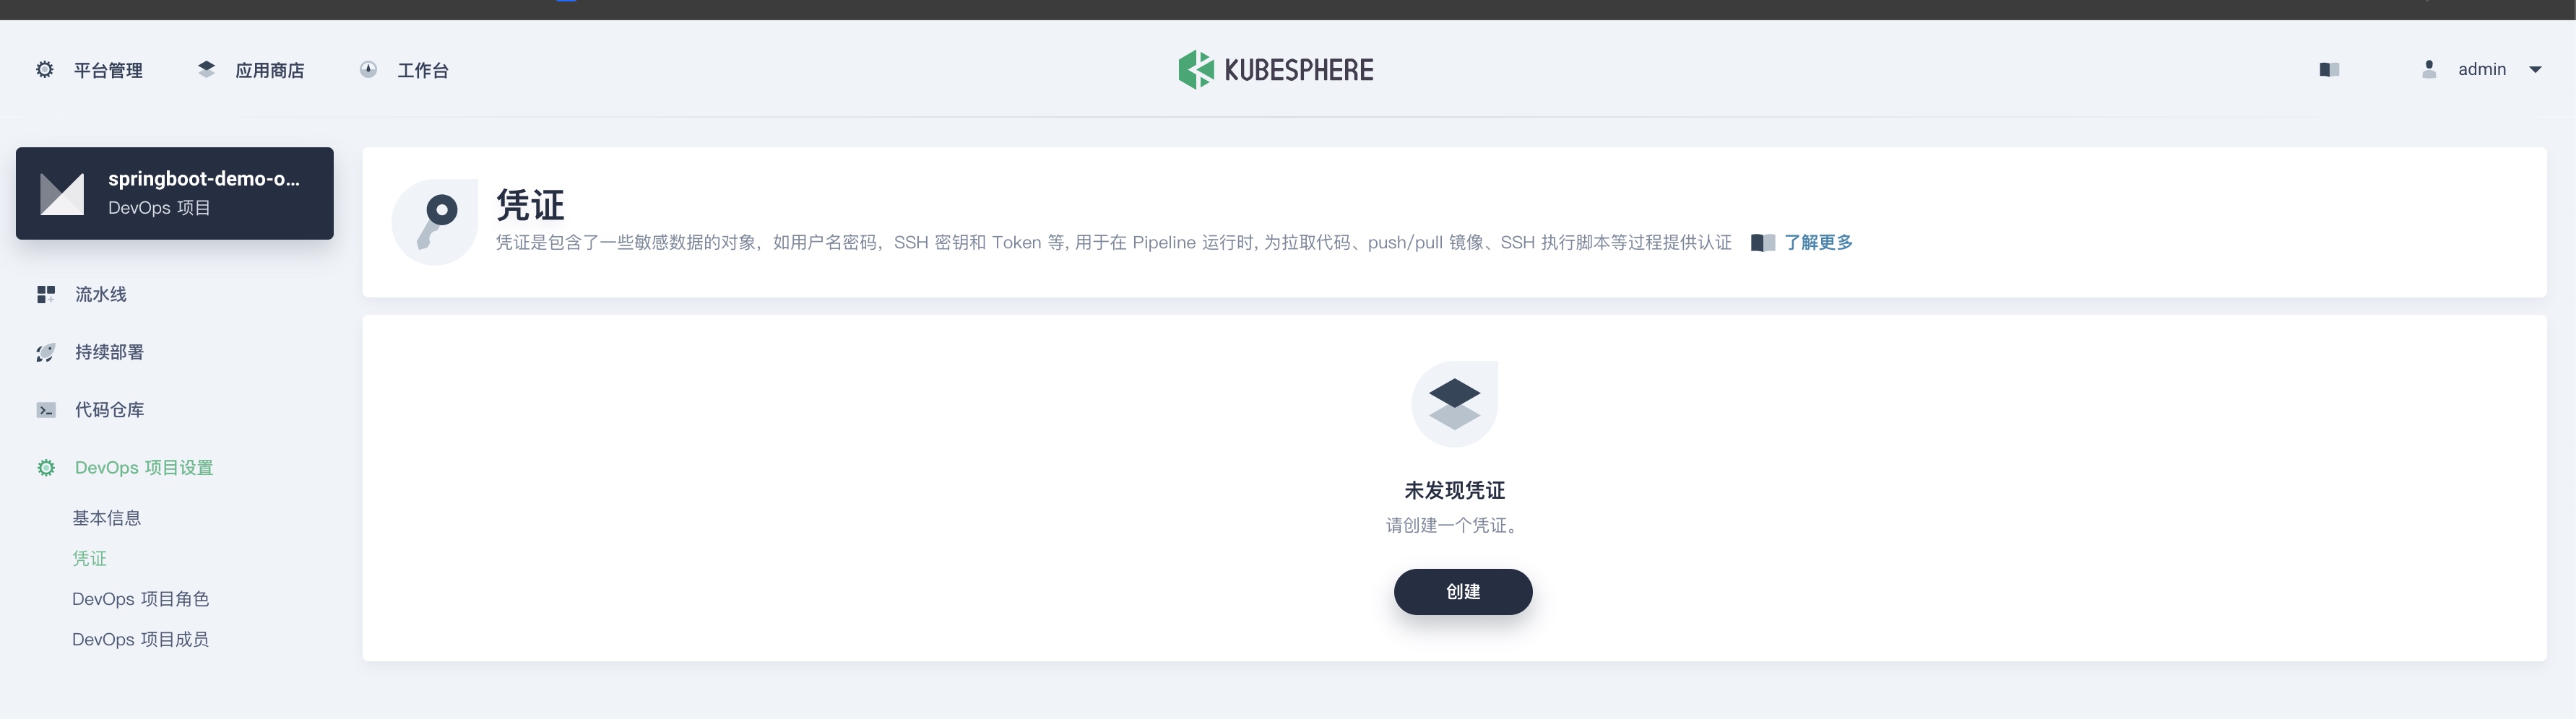 平台管理
应用商店
工作台
KUBESPHERE
admin
springboot-demo-o...
DevOps 项目
流水线
持续部署
代码仓库
DevOps 项目设置
基本信息
凭证
DevOps 项目角色
DevOps 项目成员
凭证
凭证是包含了一些敏感数据的对象，如用户名密码，SSH 密钥和 Token 等, 用于在 Pipeline 运行时, 为拉取代码、push/pull 镜像、SSH 执行脚本等过程提供认证 了解更多
未发现凭证
请创建一个凭证。
创建